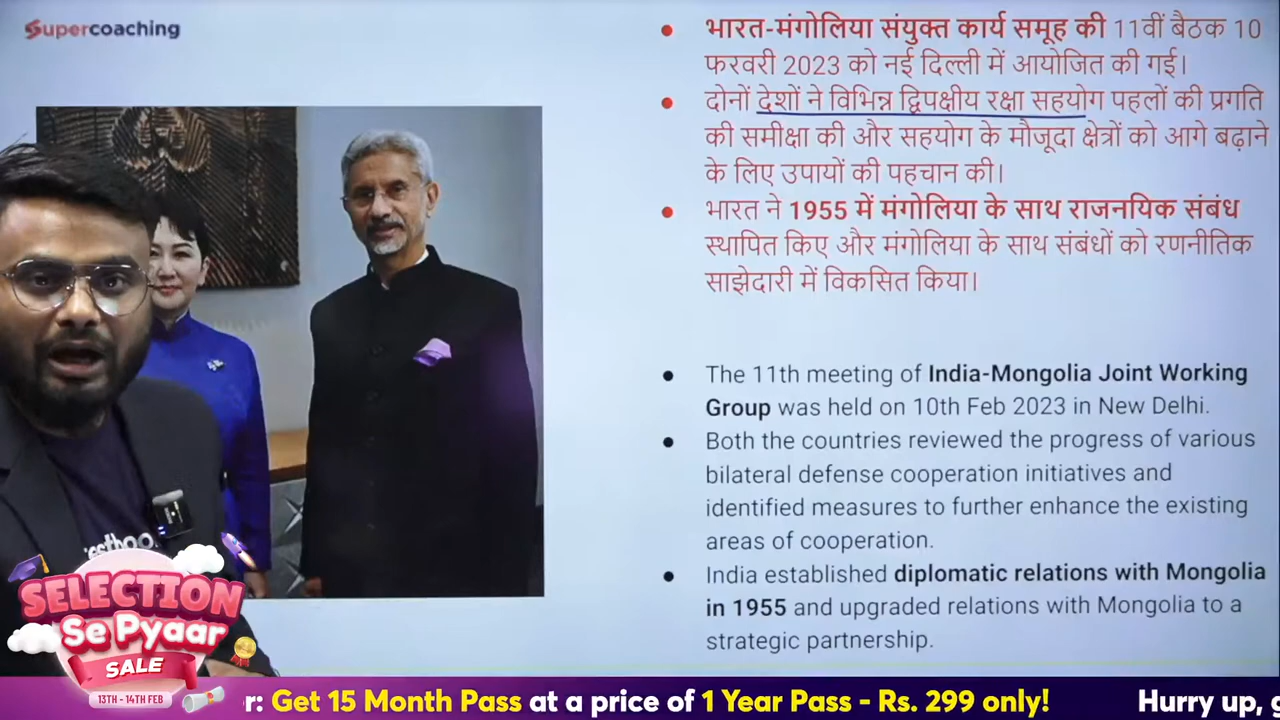 Supercoaching
भारत-मंगोलिया संयुक्त कार्य समूह की 11वीं बैठक 10
फरवरी 2023 को नई दिल्ली में आयोजित की गई।
दोनों देशों ने विभिन्न द्विपक्षीय रक्षा सहयोग पहलों की प्रगति
की समीक्षा की और सहयोग के मौजूदा क्षेत्रों को आगे बढ़ाने
के लिए उपायों की पहचान की।
भारत ने 1955 में मंगोलिया के साथ राजनयिक संबंध
स्थापित किए और मंगोलिया के साथ संबंधों को रणनीतिक
साझेदारी में विकसित किया।
The 11th meeting of India-Mongolia Joint Working
Group was held on 10th Feb 2023 in New Delhi.
Both the countries reviewed the progress of various
bilateral defense cooperation initiatives and
identified measures to further enhance the existing
areas of cooperation.
India established diplomatic relations with Mongolia
in 1955 and upgraded relations with Mongolia to a
strategic partnership.
SELECTION
Se Pyaar
SALE
13TH - 14TH FEB
r: Get 15 Month Pass at a price of 1 Year Pass - Rs. 299 only! Hurry up, g